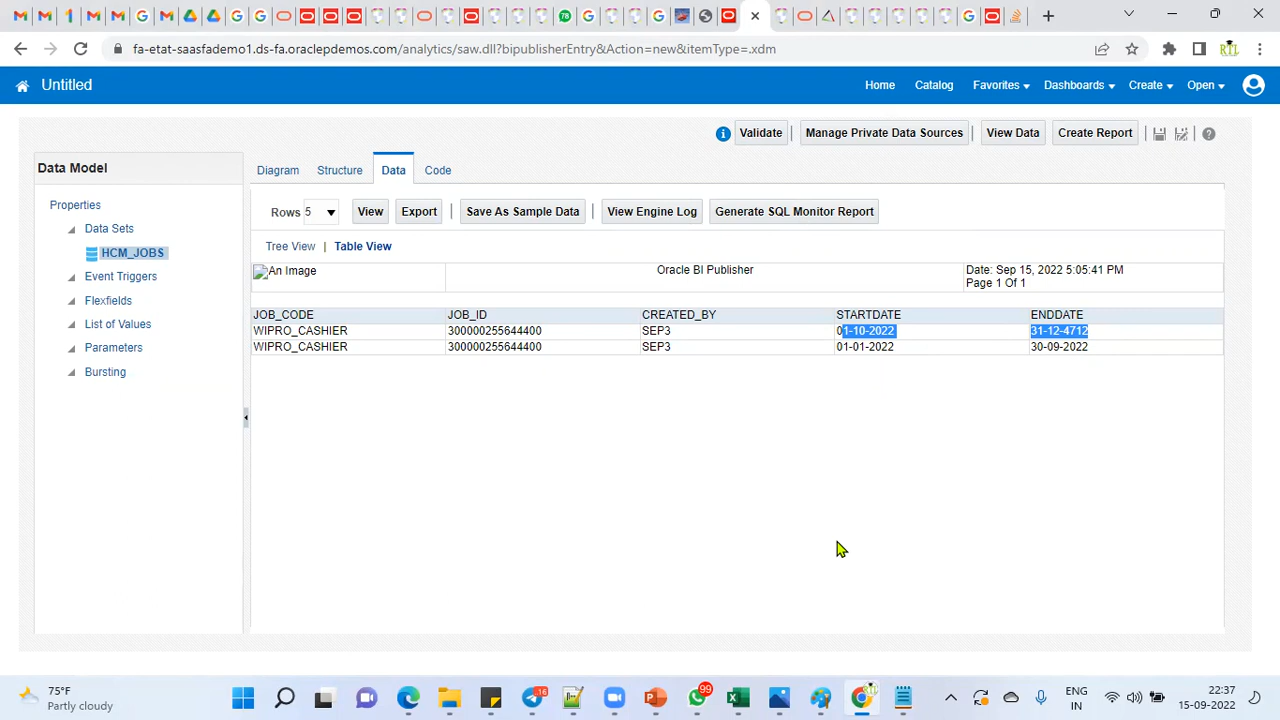 78
fa-etat-saasfademo1.ds-fa.oraclepdemos.com/analytics/saw.dll?bipublisherEntry&Action=new&itemType=.xdm
RTL
Untitled
Home Catalog Favorites Dashboards Create Open
Validate | Manage Private Data Sources | View Data Create Report
Data Model
Diagram Structure Data Code
Properties
Data Sets
HCM_JOBS
Event Triggers
Flexfields
List of Values
Parameters
Bursting
Rows 5 View Export | Save As Sample Data | View Engine Log Generate SQL Monitor Report
Tree View | Table View
An Image Oracle BI Publisher Date: Sep 15, 2022 5:05:41 PM
Page 1 Of 1
JOB_CODE JOB_ID CREATED_BY STARTDATE ENDDATE
WIPRO_CASHIER 300000255644400 SEP3 01-10-2022 31-12-4712
WIPRO_CASHIER 300000255644400 SEP3 01-01-2022 30-09-2022
75°F
Partly cloudy
16
99
ENG
IN
22:37
15-09-2022